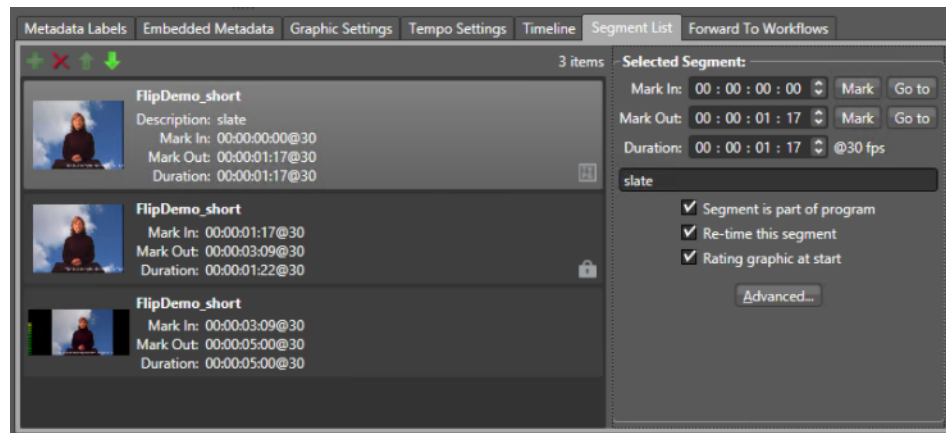 Metadata Labels Embedded Metadata Graphic Settings Tempo Settings Timeline Segment List Forward To Workflows
3 items
FlipDemo_short
Description: slate
Mark In: 00:00:00:00@30
Mark Out: 00:00:01:17@30
Duration: 00:00:01:17@30
FlipDemo_short
Mark In: 00:00:01:17@30
Mark Out: 00:00:03:09@30
Duration: 00:00:01:22@30
FlipDemo_short
Mark In: 00:00:03:09@30
Mark Out: 00:00:05:00@30
Duration: 00:00:05:00@30
Selected Segment:
Mark In: 00 : 00 : 00 : 00 Mark Go to
Mark Out: 00 : 00 : 01 : 17 Mark Go to
Duration: 00 : 00 : 01 : 17 @30 fps
slate
Segment is part of program
Re-time this segment
Rating graphic at start
Advanced...